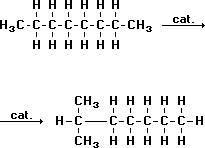 H H H H H H
H₃C-C-C-C-C-C-C-CH₃ cat.
H H H H H H
cat. CH₃ H H H H H
H-C—C-C-C-C-C-H
CH₃ H H H H H